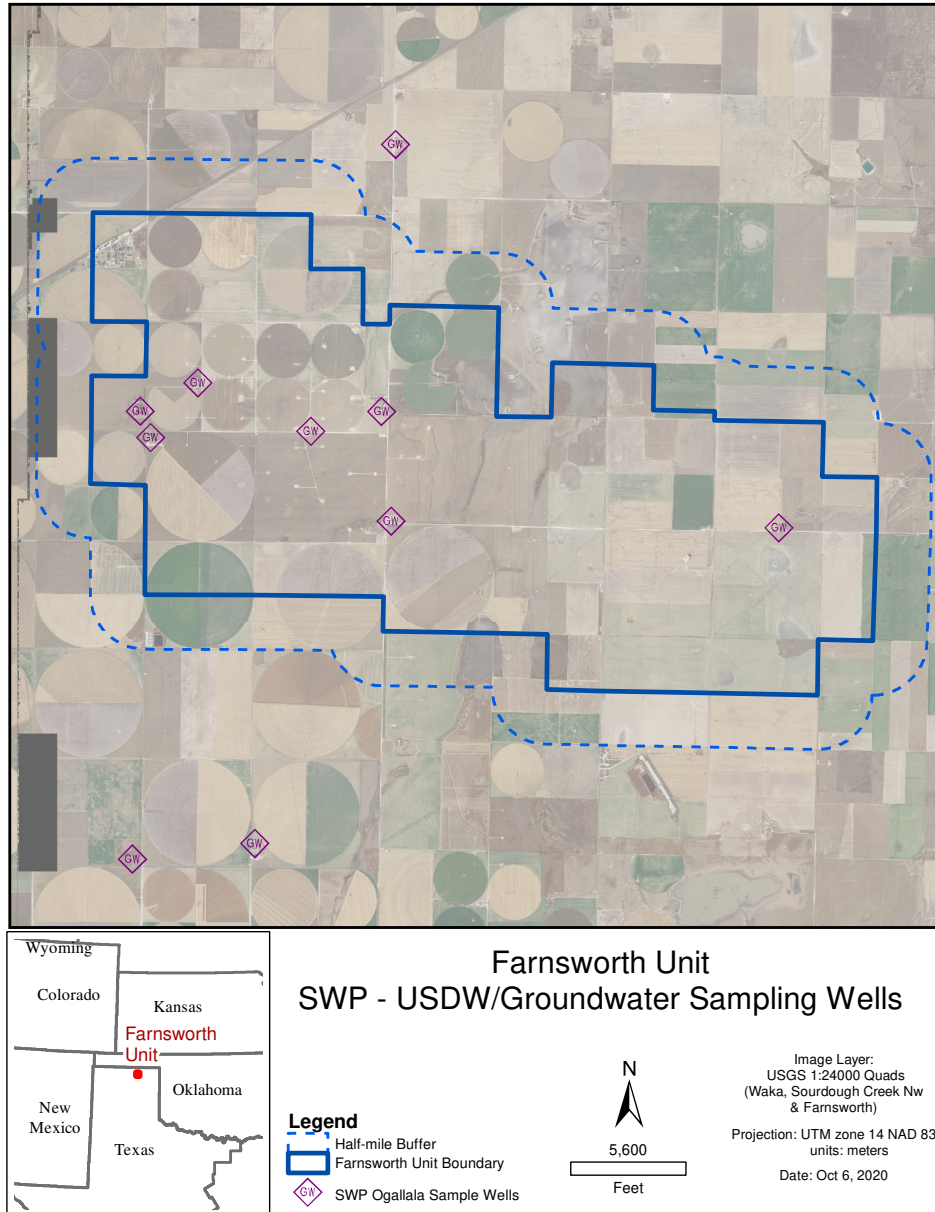 GW
GW
GW
GW
GW
GW
GW
GW
GW
GW
Wyoming
Colorado
Kansas
Farnsworth
Unit
Oklahoma
New
Mexico
Texas
Farnsworth Unit
SWP - USDW/Groundwater Sampling Wells
Legend
Half-mile Buffer
Farnsworth Unit Boundary
GW SWP Ogallala Sample Wells
N
5,600
Feet
Image Layer:
USGS 1:24000 Quads
(Waka, Sourdough Creek Nw
& Farnsworth)
Projection: UTM zone 14 NAD 83
units: meters
Date: Oct 6, 2020